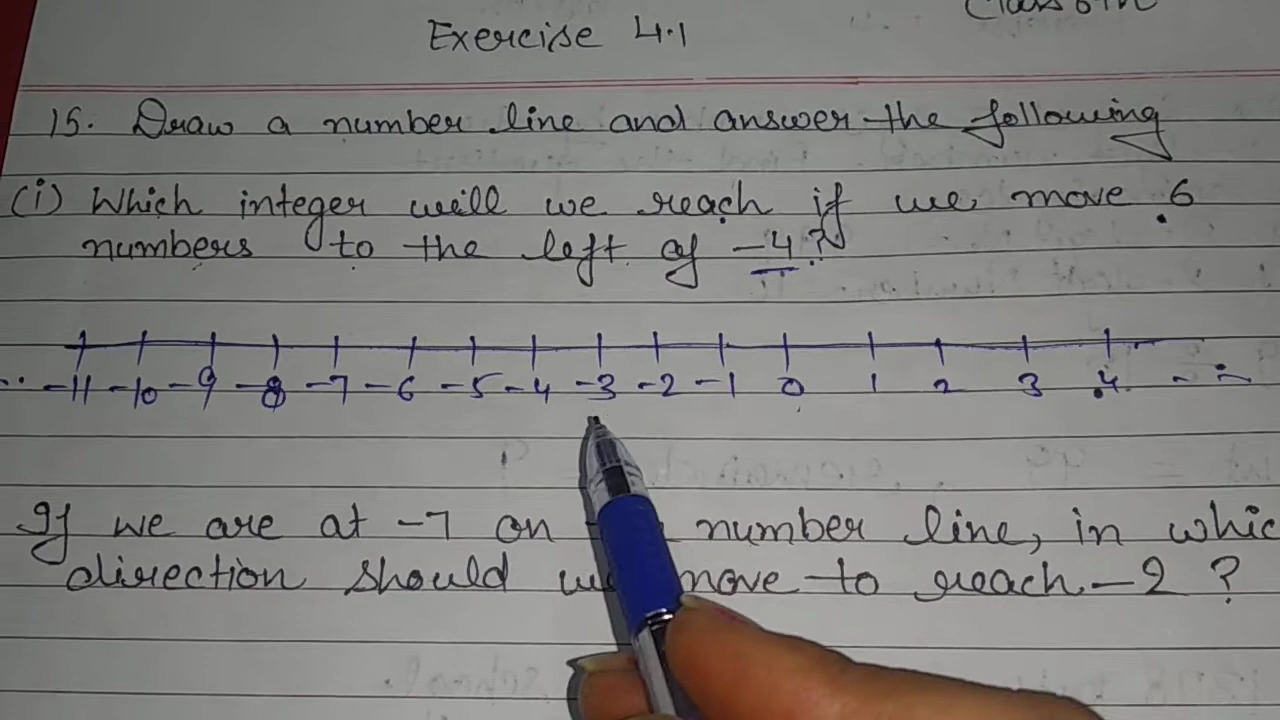 Class 6th
Exercise 4.1
15. Draw a number line and answer the following
(i) Which integer will we reach if we move 6
numbers to the left of -4?
.. -11 -10 -9 -8 -7 -6 -5 -4 -3 -2 -1 0 1 2 3 4
If we are at -7 on number line, in whic
direction should we move to reach -2 ?